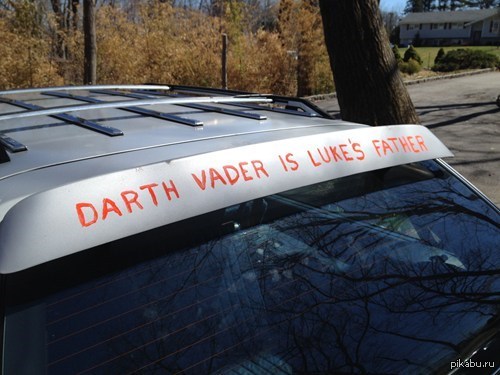 DARTH VADER IS LUKE'S FATHER
pikabu.ru